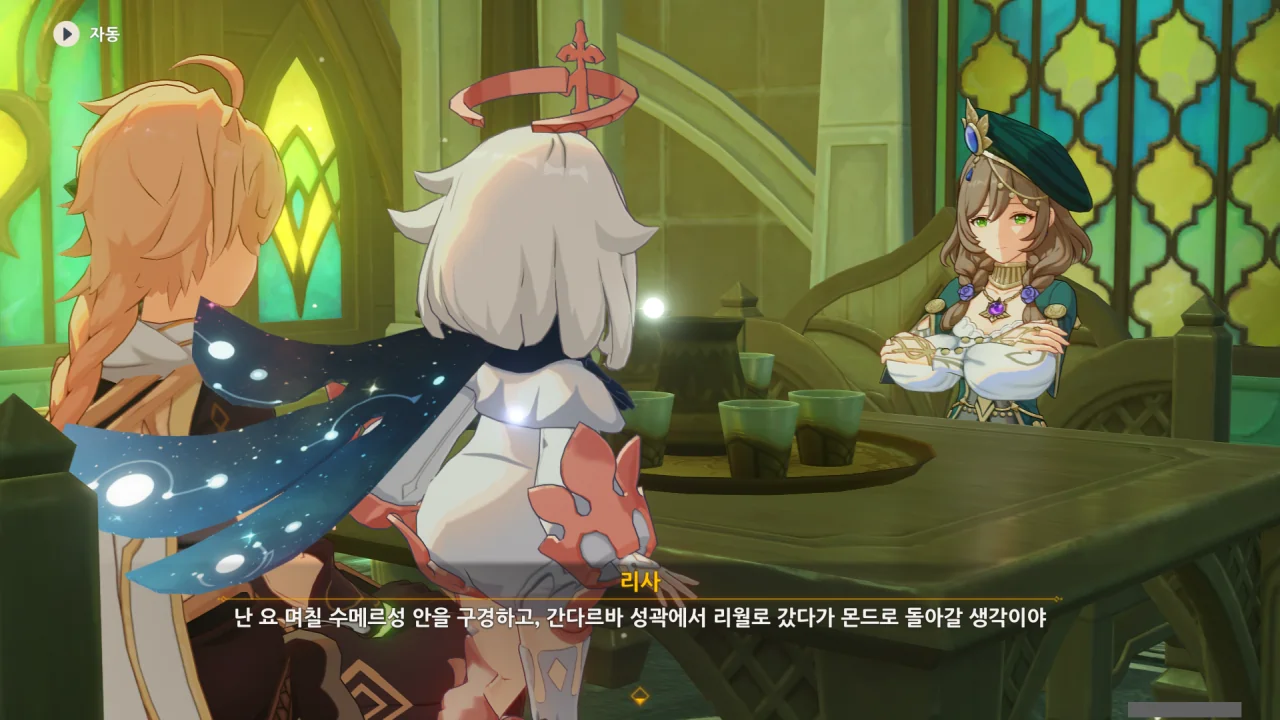 자동
리사
난 요 며칠 수메르성 안을 구경하고, 간다르바 성곽에서 리월로 갔다가 몬드로 돌아갈 생각이야